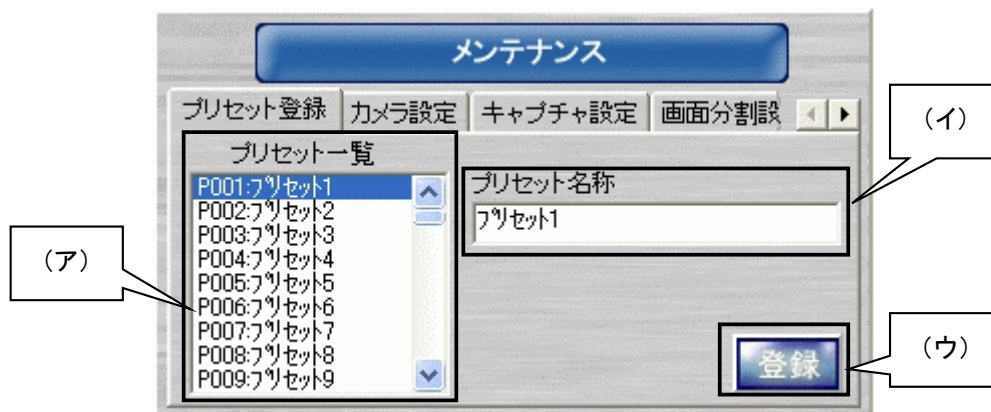 メンテナンス
プリセット登録 カメラ設定 キャプチャ設定 画面分割設
プリセット一覧
P001:プリセット1
P002:プリセット2
P003:プリセット3
P004:プリセット4
P005:プリセット5
P006:プリセット6
P007:プリセット7
P008:プリセット8
P009:プリセット9
プリセット名称
プリセット1
登録
（ア）
（イ）
（ウ）